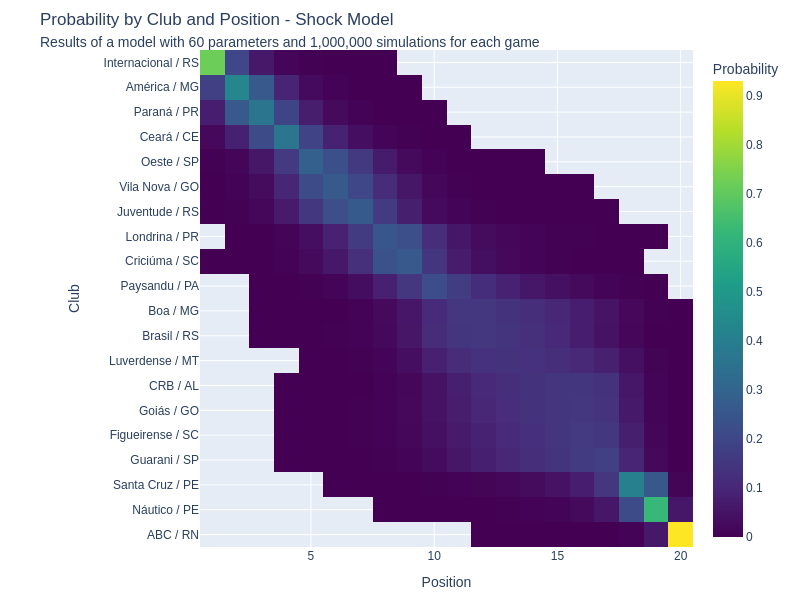 Probability by Club and Position - Shock Model
Results of a model with 60 parameters and 1,000,000 simulations for each game
Probability
Internacional / RS
América / MG
Paraná / PR
Ceará / CE
Oeste / SP
Vila Nova / GO
Juventude / RS
Londrina / PR
Criciúma / SC
Paysandu / PA
Boa / MG
Brasil / RS
Luverdense / MT
CRB / AL
Goiás / GO
Figueirense / SC
Guarani / SP
Santa Cruz / PE
Náutico / PE
ABC / RN
Club
5
10
15
20
Position
0.9
0.8
0.7
0.6
0.5
0.4
0.3
0.2
0.1
0